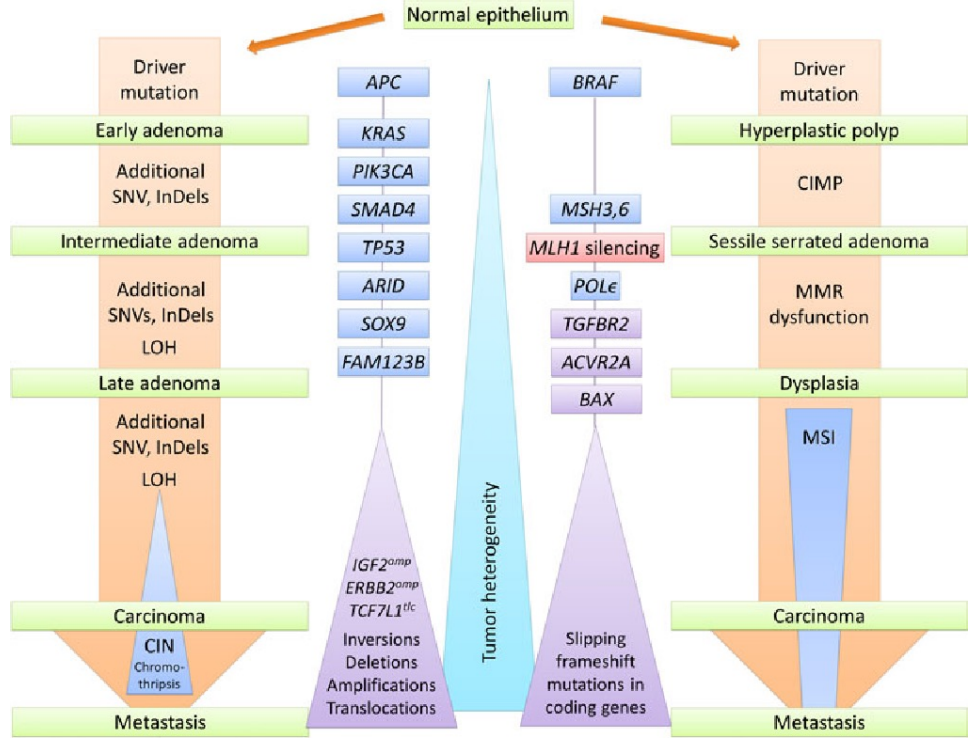 Normal epithelium
Driver
mutation
Early adenoma
Additional
SNV, InDels
Intermediate adenoma
Additional
SNVs, InDels
LOH
Late adenoma
Additional
SNV, InDels
LOH
Carcinoma
CIN
Chromo-
thripsis
Metastasis
APC
KRAS
PIK3CA
SMAD4
TP53
ARID
SOX9
FAM123B
IGF2amp
ERBB2amp
TCF7L1tlc
Inversions
Deletions
Amplifications
Translocations
Tumor heterogeneity
BRAF
MSH3,6
MLH1 silencing
POLϵ
TGFBR2
ACVR2A
BAX
Slipping
frameshift
mutations in
coding genes
Driver
mutation
Hyperplastic polyp
CIMP
Sessile serrated adenoma
MMR
dysfunction
Dysplasia
MSI
Carcinoma
Metastasis